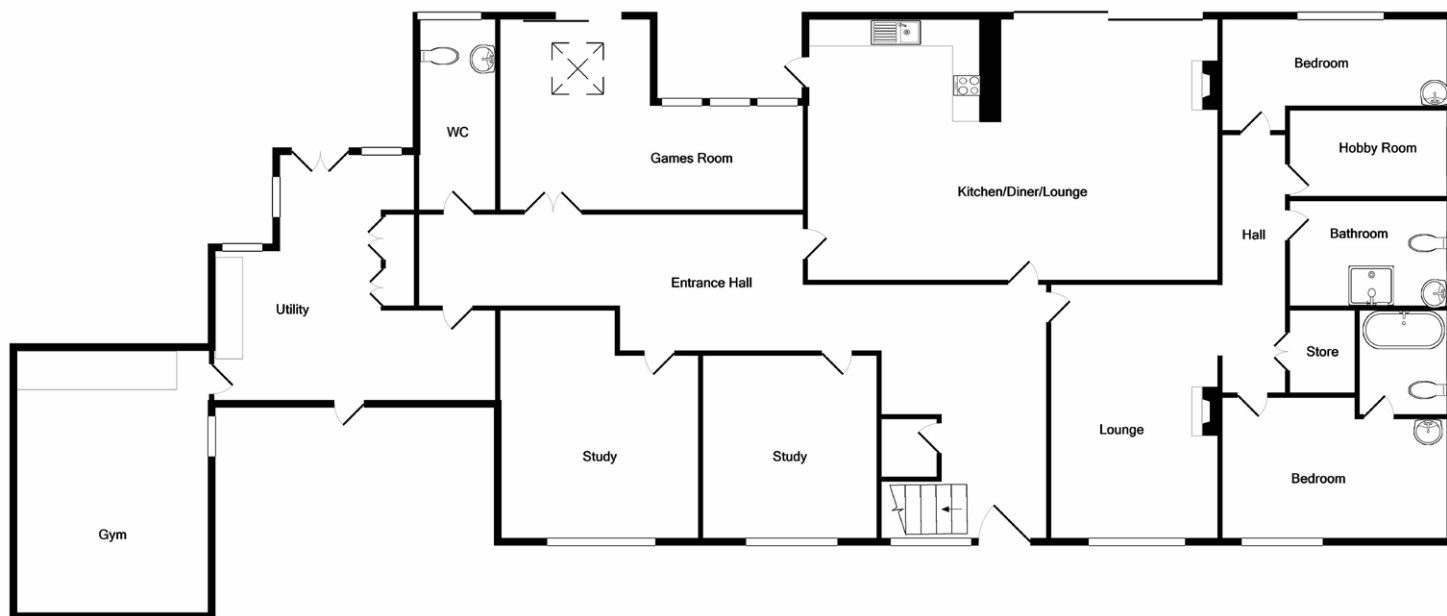 Bedroom
WC
Hobby Room
Games Room
Kitchen/Diner/Lounge
Bathroom
Hall
Entrance Hall
Utility
Store
Lounge
Study
Study
Bedroom
Gym